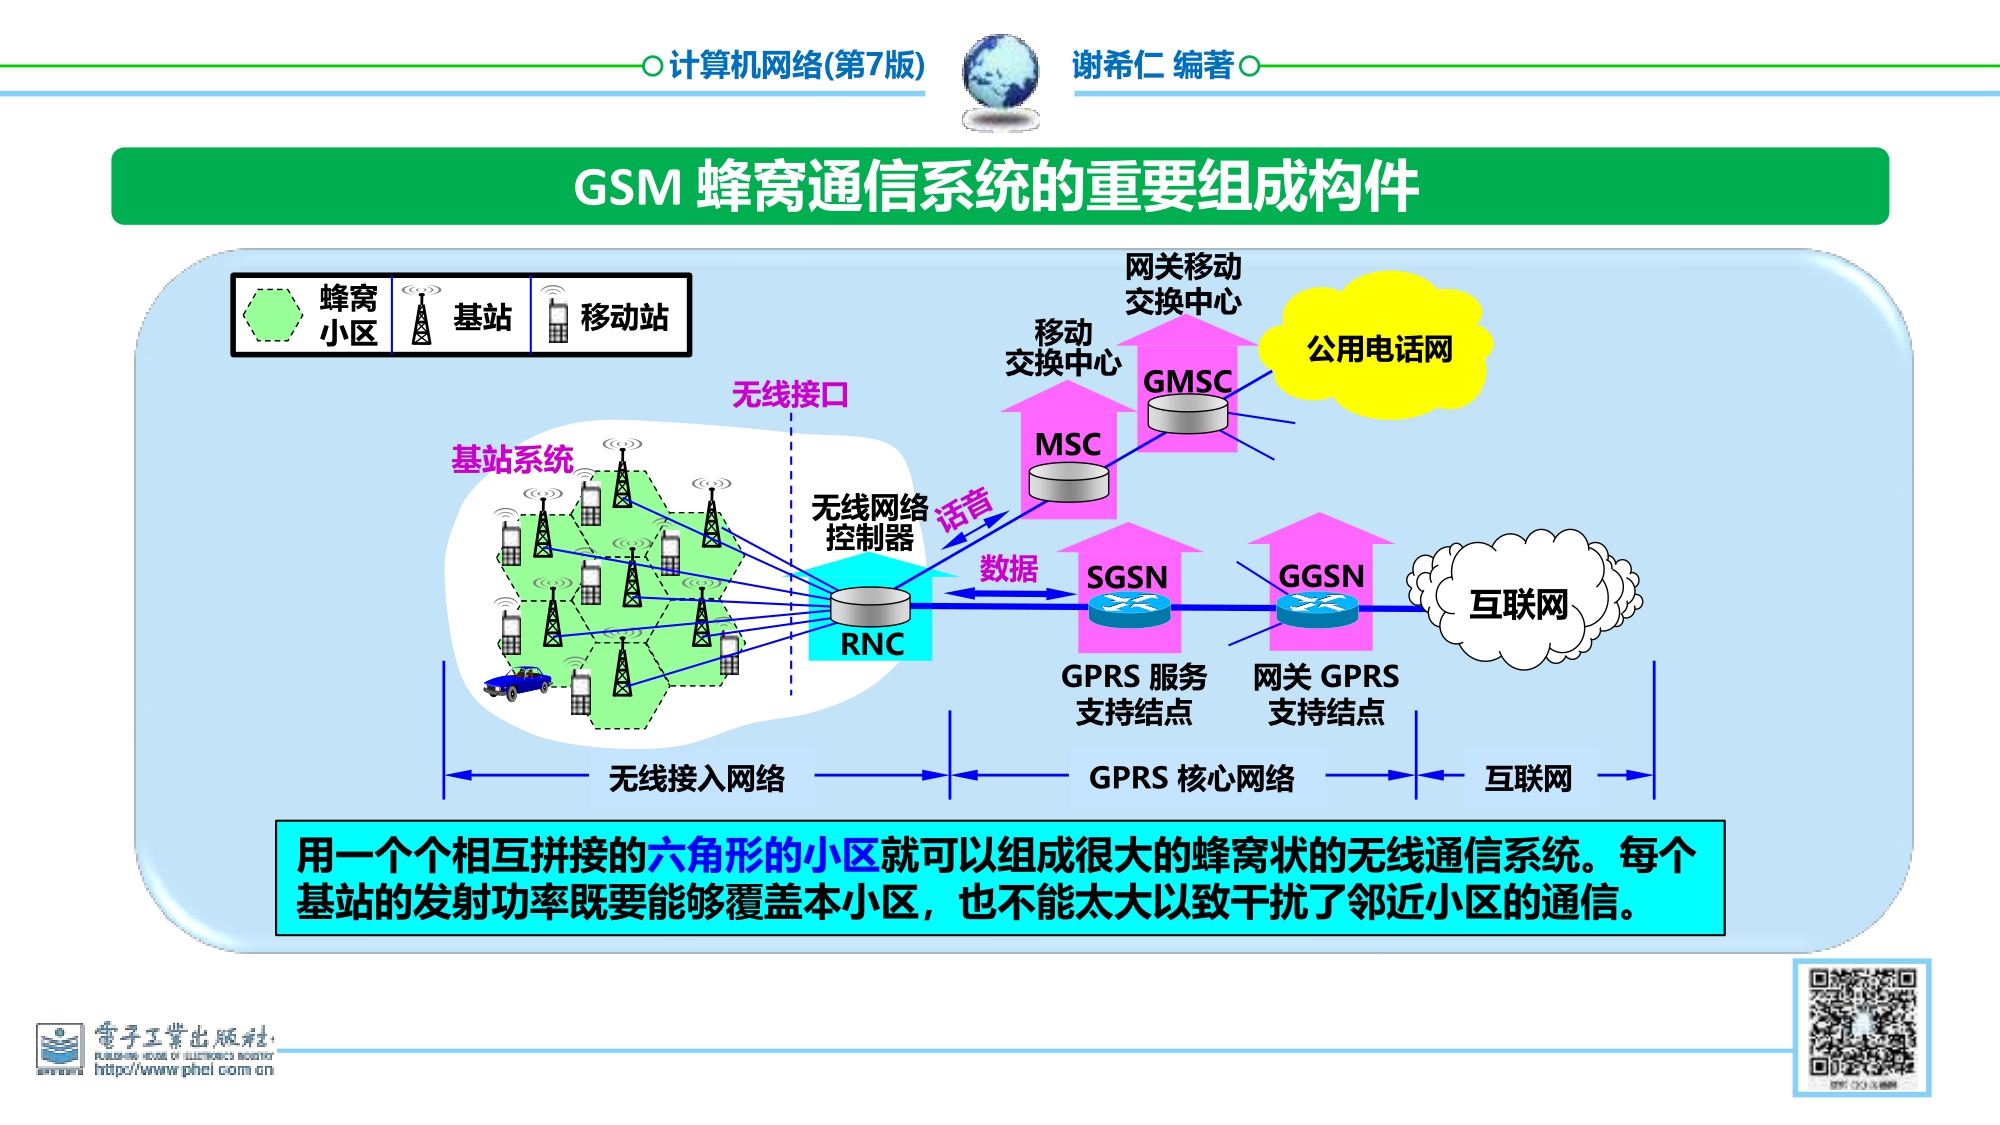 计算机网络(第7版)
谢希仁 编著
GSM 蜂窝通信系统的重要组成构件
蜂窝
小区
基站
移动站
网关移动
交换中心
移动
交换中心
公用电话网
GMSC
无线接口
MSC
基站系统
无线网络
控制器
话音
数据
SGSN
GGSN
互联网
RNC
GPRS 服务
支持结点
网关 GPRS
支持结点
无线接入网络
GPRS 核心网络
互联网
用一个个相互拼接的六角形的小区就可以组成很大的蜂窝状的无线通信系统。每个
基站的发射功率既要能够覆盖本小区，也不能太大以致干扰了邻近小区的通信。
電子工業出版社
PUBLISHING HOUSE OF ELECTRONICS INDUSTRY
http://www.phei.com.cn